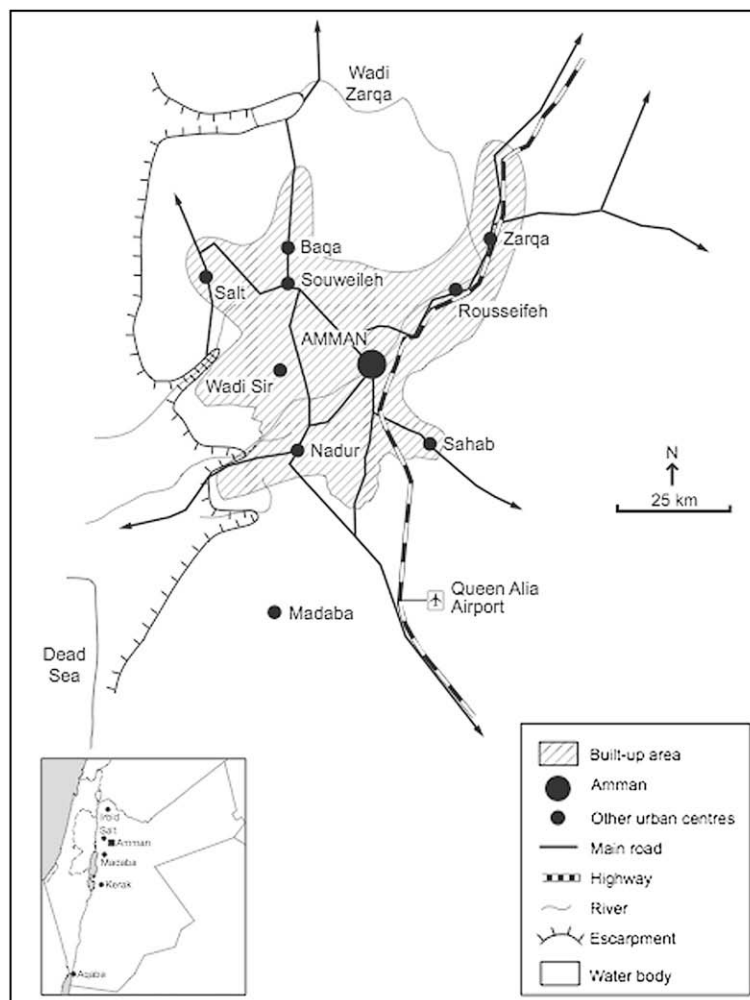 Wadi
Zarqa
Baqa
Zarqa
Souweileh
Salt
Rousseifeh
AMMAN
Wadi Sir
Nadur
Sahab
N
25 km
Queen Alia
Airport
Madaba
Dead
Sea
Built-up area
Amman
Other urban centres
Main road
Highway
River
Escarpment
Water body
Irbid
Salt
Amman
Madaba
Kerak
Aqaba